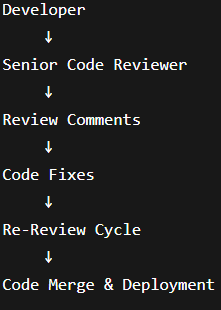 Developer
↓
Senior Code Reviewer
↓
Review Comments
↓
Code Fixes
↓
Re-Review Cycle
↓
Code Merge & Deployment